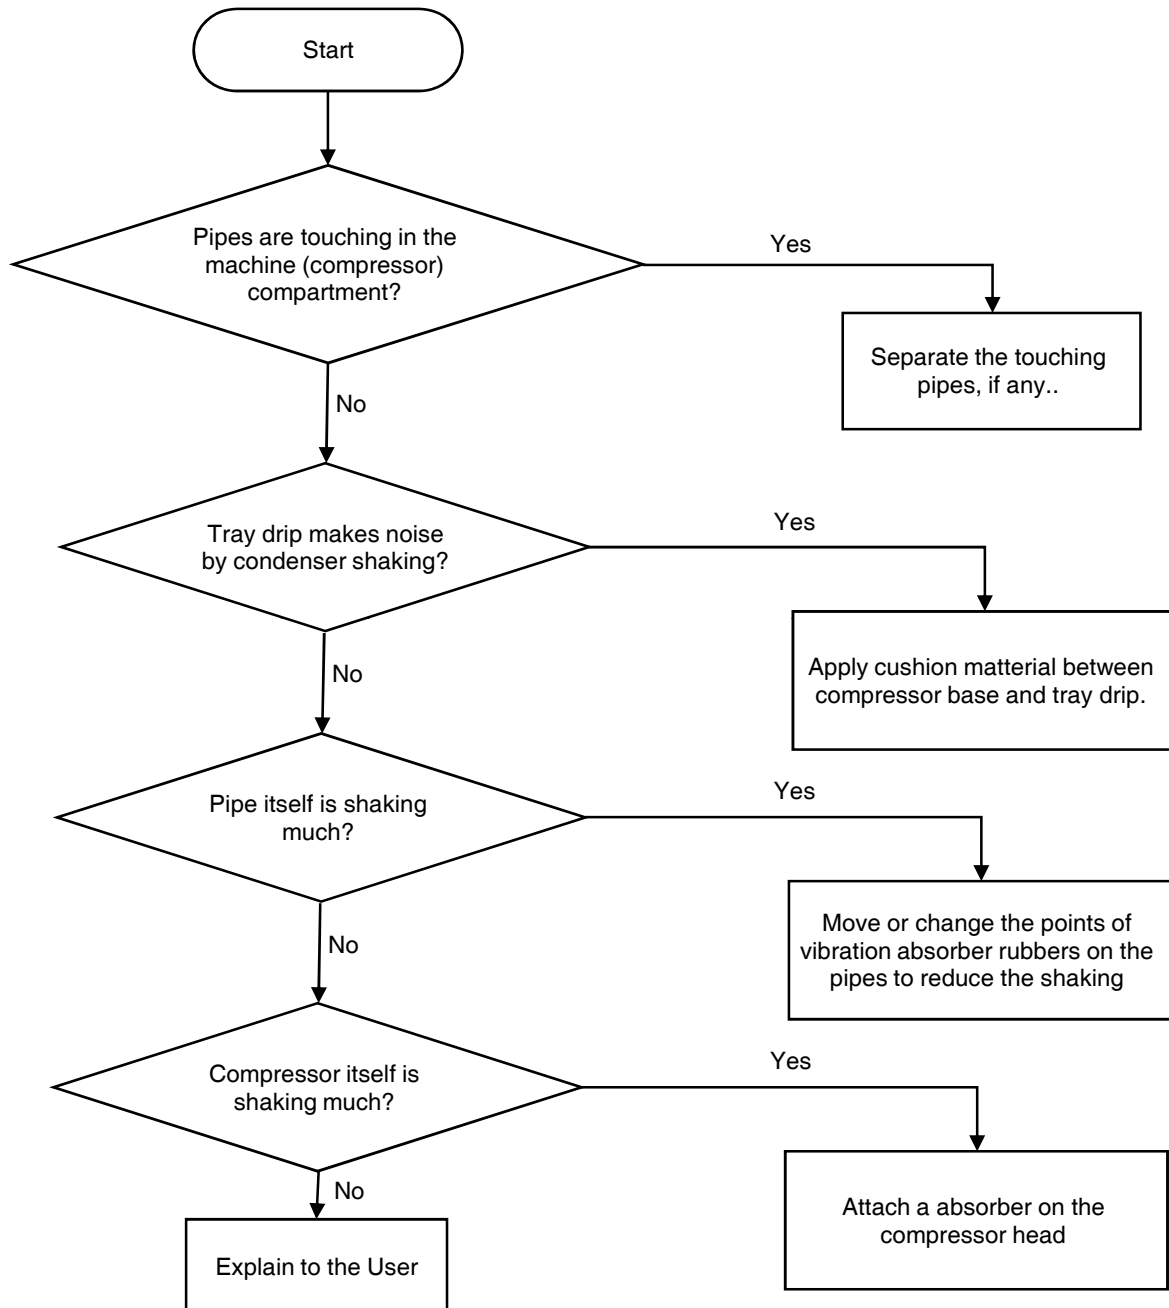 Start
Pipes are touching in the
machine (compressor)
compartment?
Yes
Separate the touching
pipes, if any..
No
Tray drip makes noise
by condenser shaking?
Yes
Apply cushion matterial between
compressor base and tray drip.
No
Pipe itself is shaking
much?
Yes
Move or change the points of
vibration absorber rubbers on the
pipes to reduce the shaking
No
Compressor itself is
shaking much?
Yes
Attach a absorber on the
compressor head
No
Explain to the User